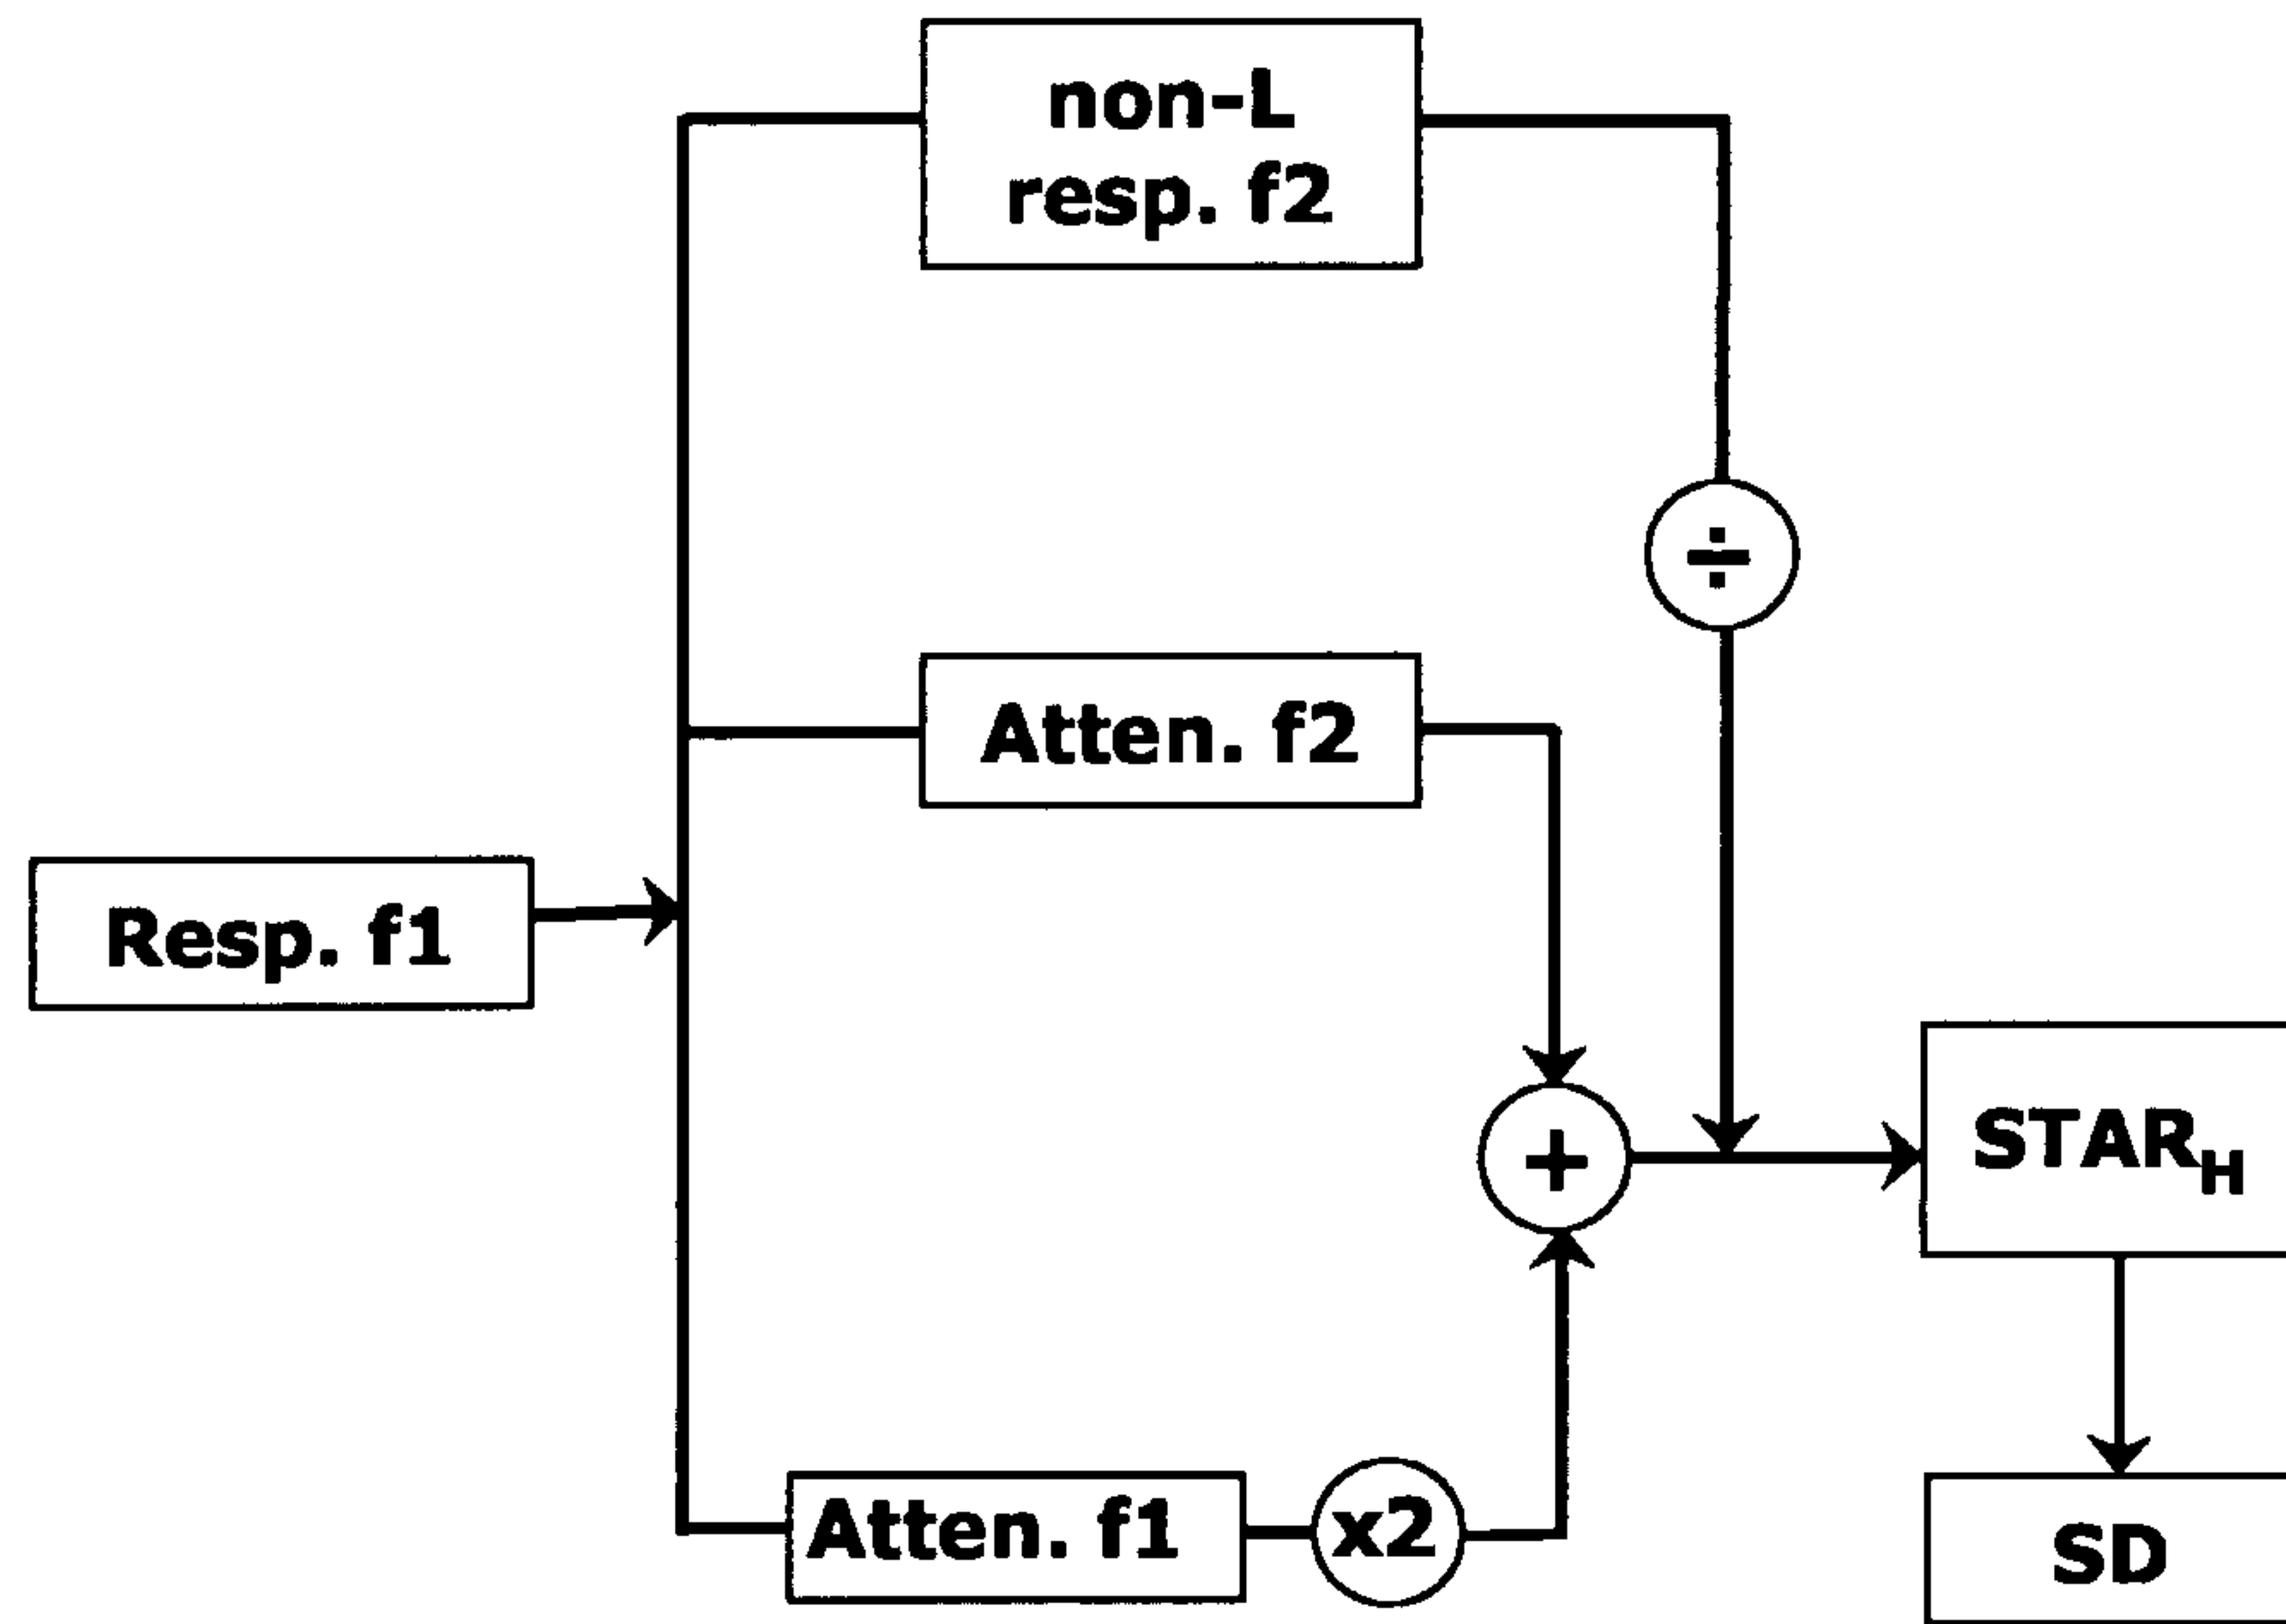 non-L
resp. f2
÷
Atten. f2
Resp. f1
+
STARH
Atten. f1
x2
SD